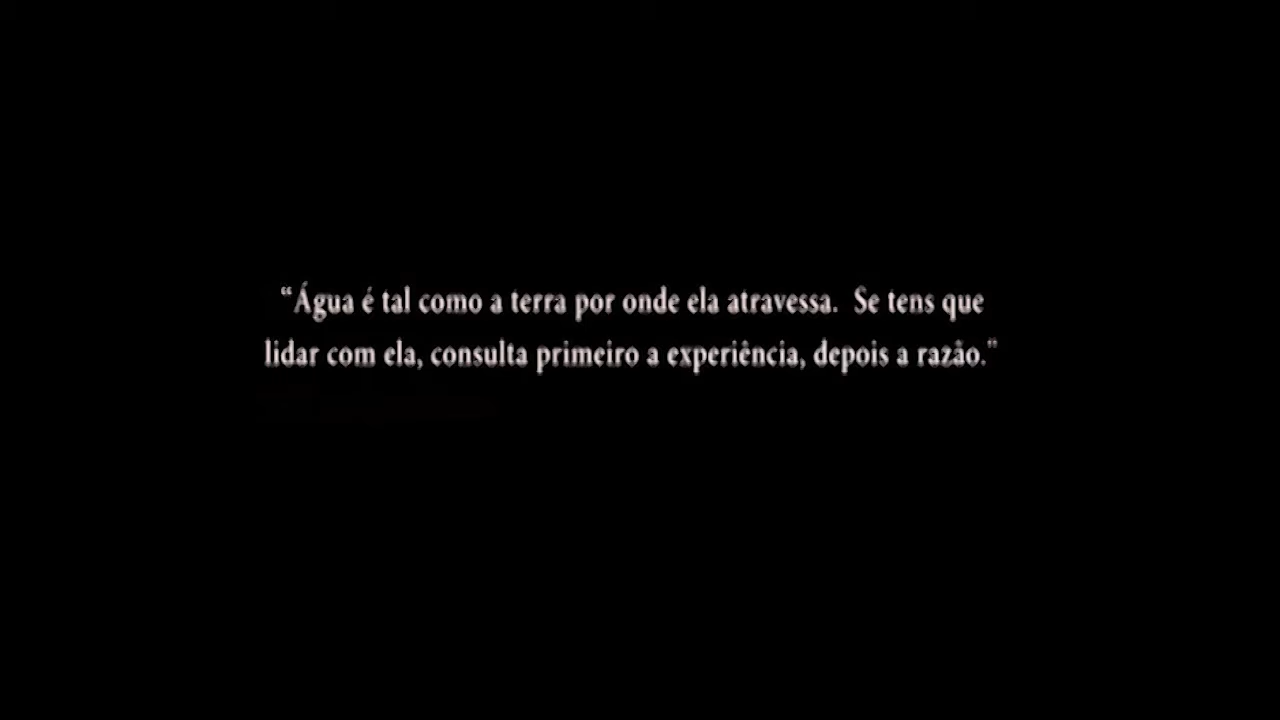 “Água é tal como a terra por onde ela atravessa. Se tens que
lidar com ela, consulta primeiro a experiência, depois a razão.”